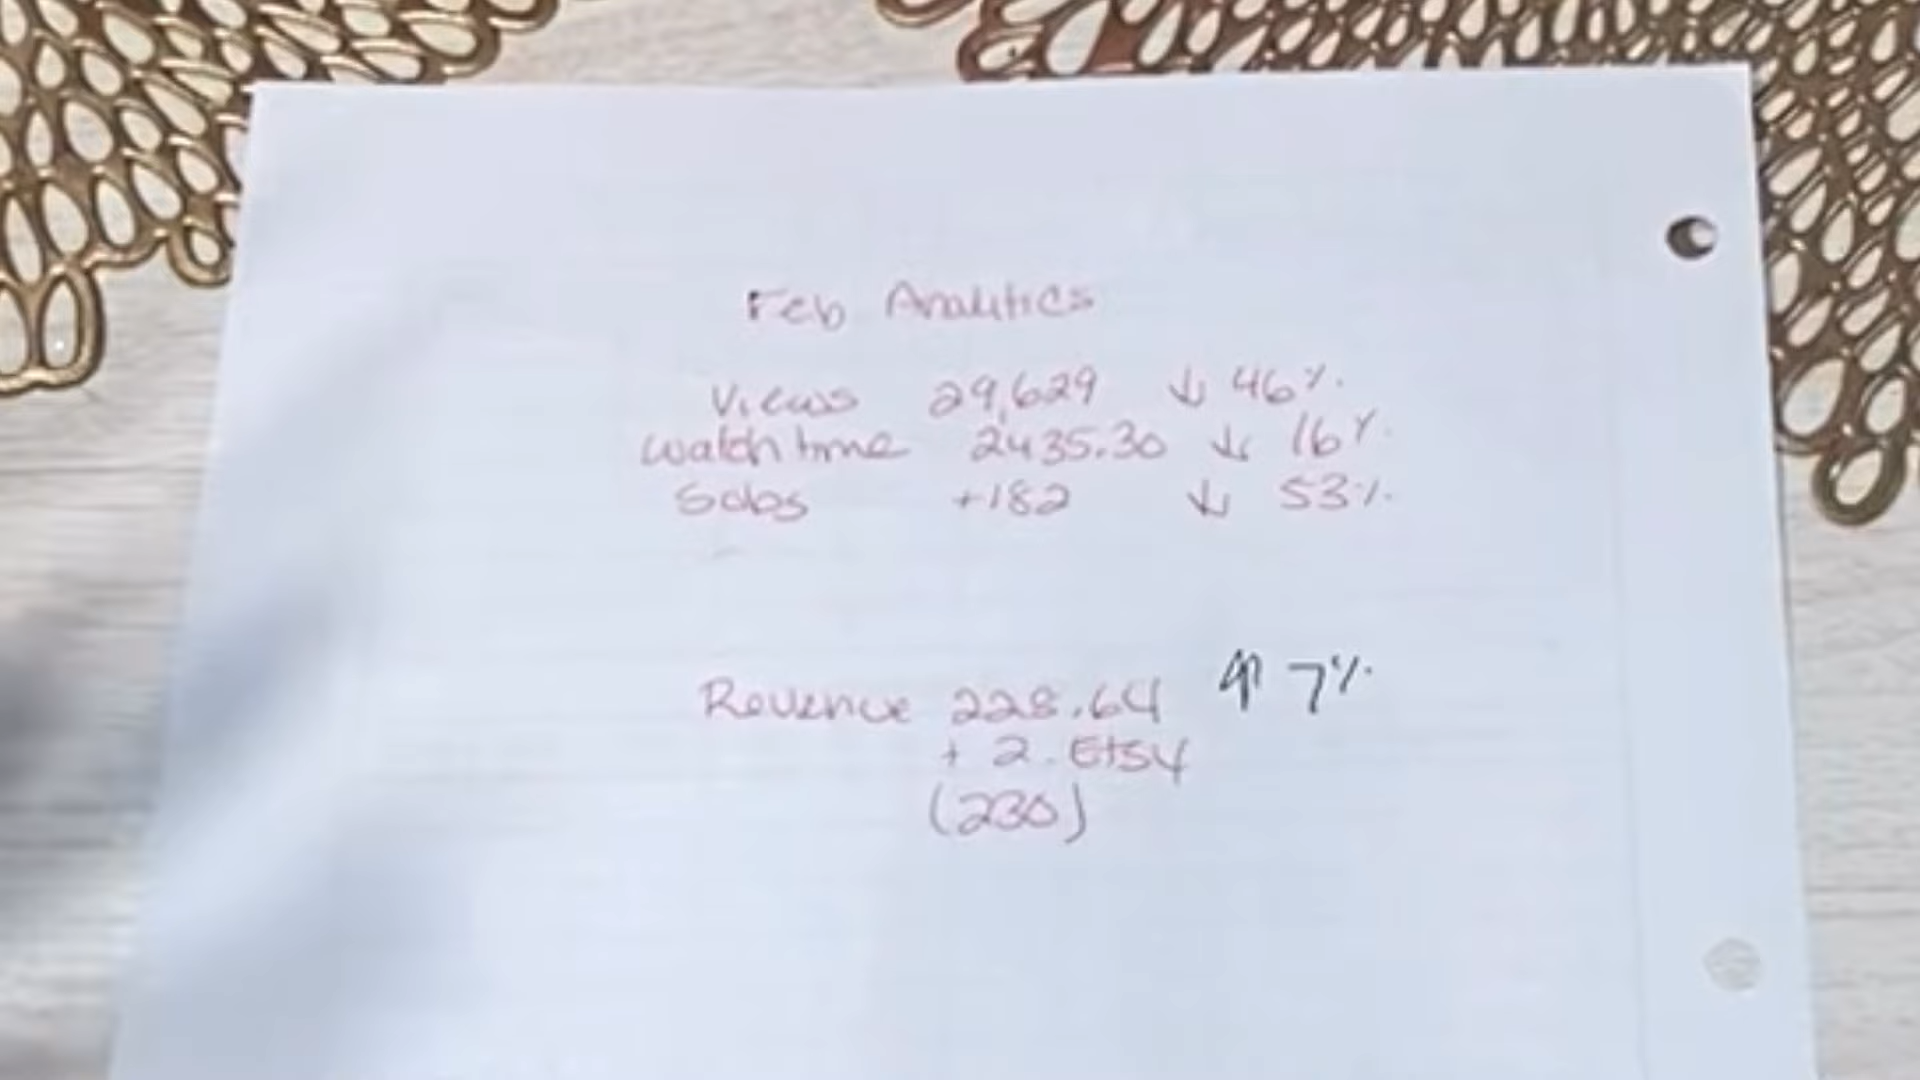 Feb Analytics
Views 29,629 ↓ 46%
Watch time 2435.30 ↓ 16%
Subs +182 ↓ 53%
Revenue 228.64 ↑ 7%
+ 2. Etsy
(230)